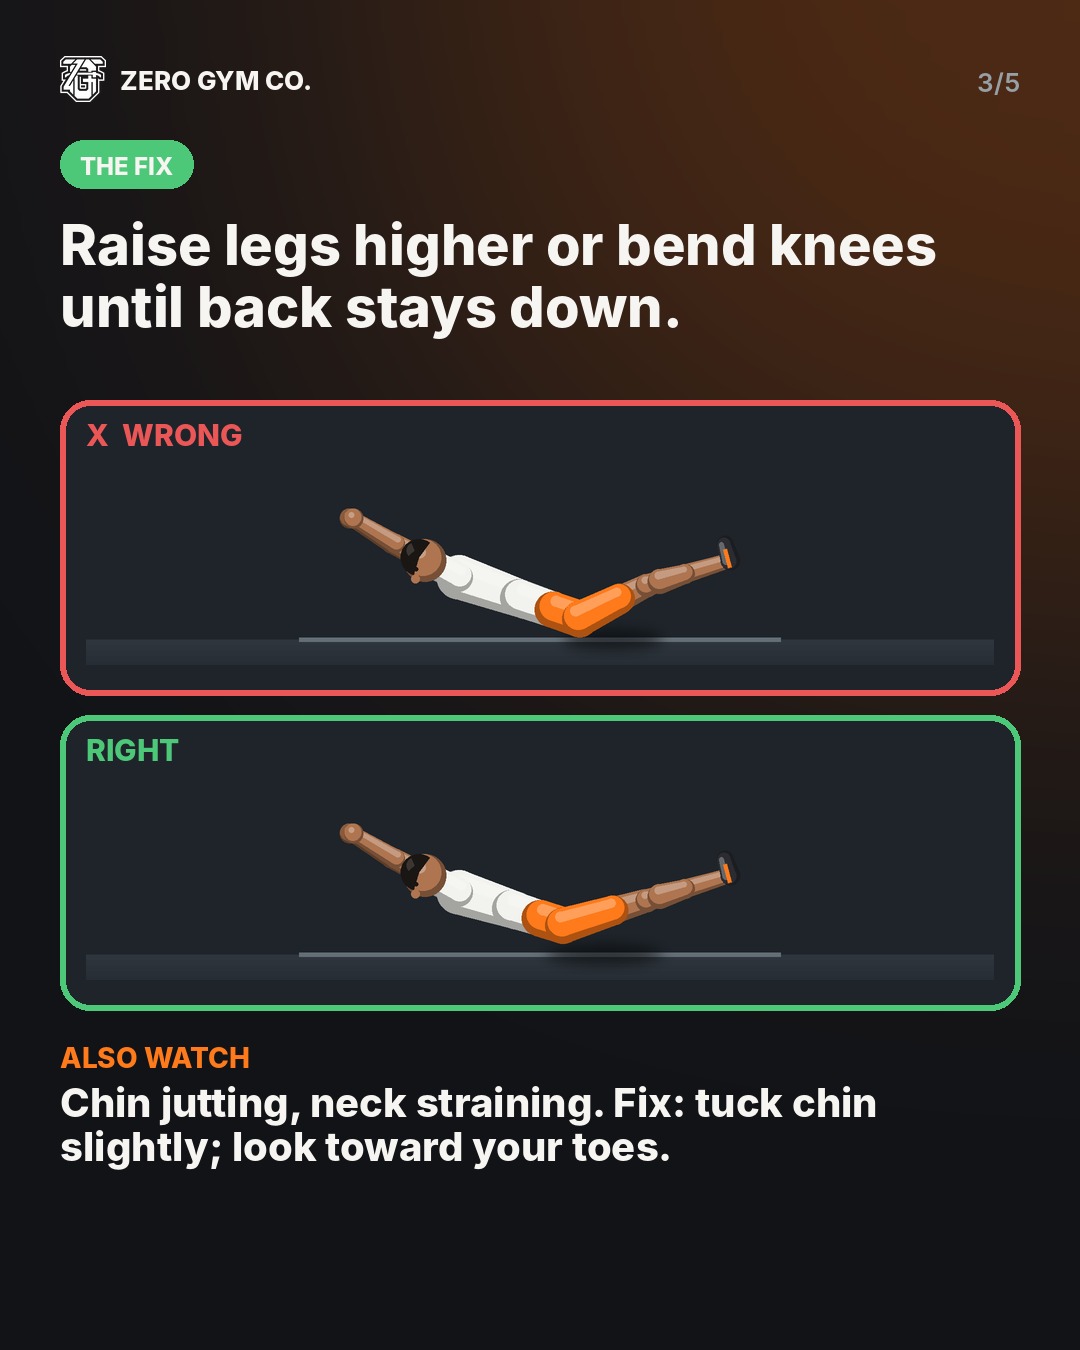 ZERO GYM CO.
3/5
THE FIX
Raise legs higher or bend knees
until back stays down.
X WRONG
RIGHT
ALSO WATCH
Chin jutting, neck straining. Fix: tuck chin
slightly; look toward your toes.